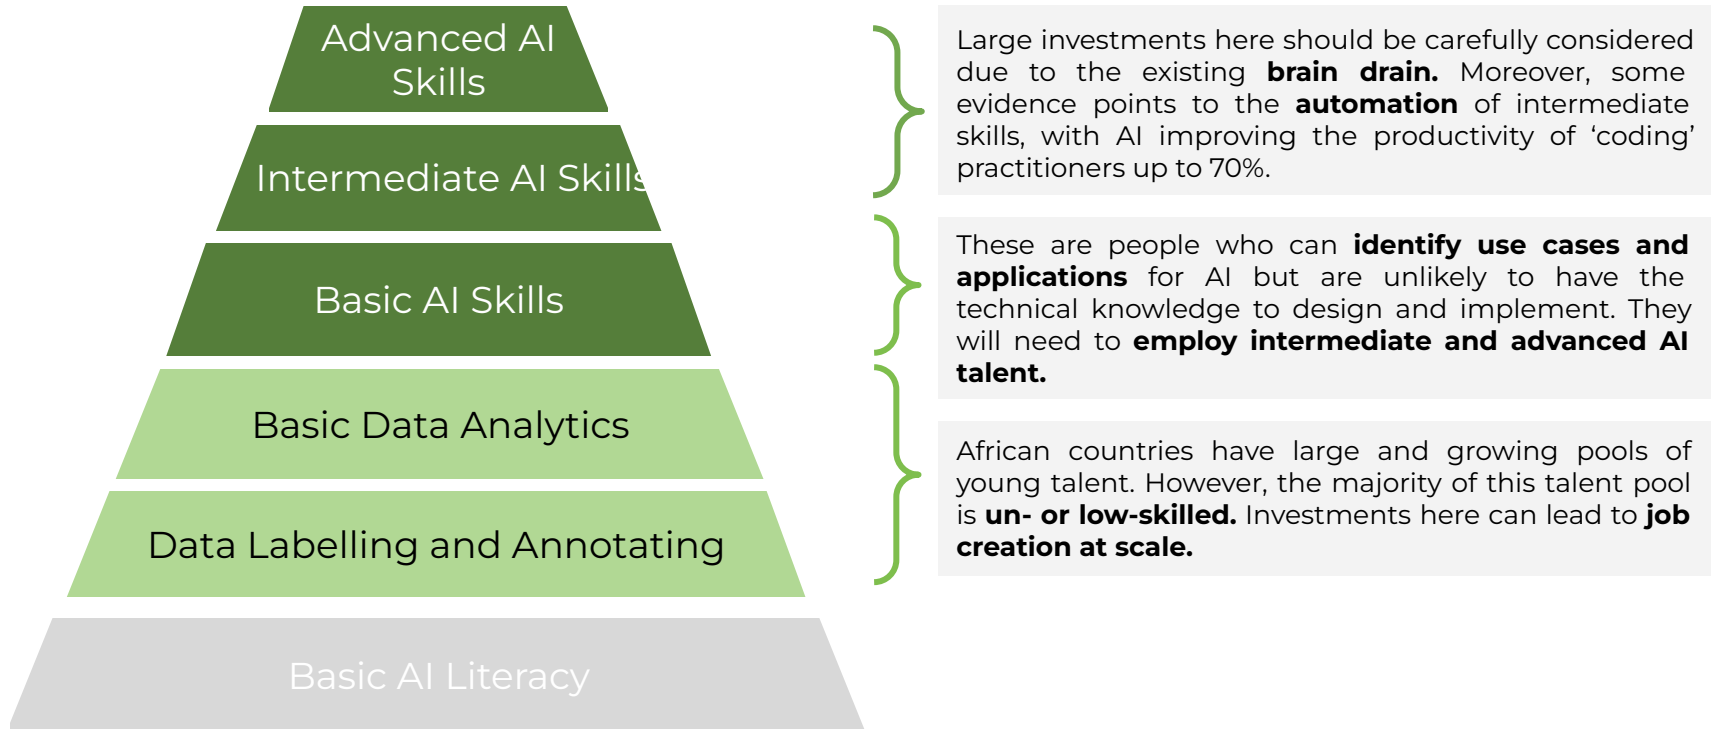 Advanced AI
Skills
Intermediate AI Skills
Basic AI Skills
Basic Data Analytics
Data Labelling and Annotating
Basic AI Literacy
Large investments here should be carefully considered
due to the existing brain drain. Moreover, some
evidence points to the automation of intermediate
skills, with AI improving the productivity of ‘coding’
practitioners up to 70%.
These are people who can identify use cases and
applications for AI but are unlikely to have the
technical knowledge to design and implement. They
will need to employ intermediate and advanced AI
talent.
African countries have large and growing pools of
young talent. However, the majority of this talent pool
is un- or low-skilled. Investments here can lead to job
creation at scale.